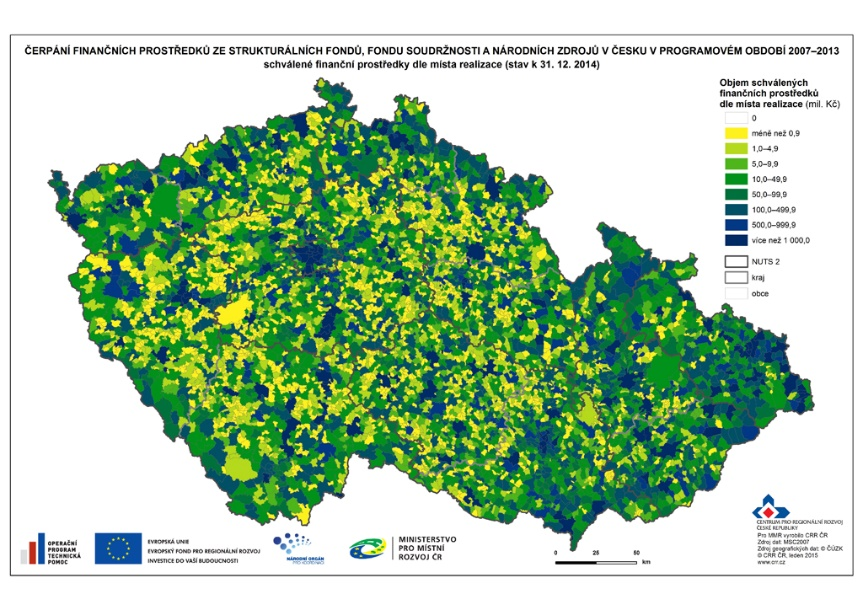 ČERPÁNÍ FINANČNÍCH PROSTŘEDKŮ ZE STRUKTURÁLNÍCH FONDŮ, FONDU SOUDRŽNOSTI A NÁRODNÍCH ZDROJŮ V ČESKU V PROGRAMOVÉM OBDOBÍ 2007–2013
schválené finanční prostředky dle místa realizace (stav k 31. 12. 2014)
Objem schválených
finančních prostředků
dle místa realizace (mil. Kč)
0
méně než 0,9
1,0–4,9
5,0–9,9
10,0–49,9
50,0–99,9
100,0–499,9
500,0–999,9
více než 1 000,0
NUTS 2
kraj
obce
OPERAČNÍ
PROGRAM
TECHNICKÁ
POMOC
EVROPSKÁ UNIE
EVROPSKÝ FOND PRO REGIONÁLNÍ ROZVOJ
INVESTICE DO VAŠÍ BUDOUCNOSTI
NÁRODNÍ ORGÁN
PRO KOORDINACI
MINISTERSTVO
PRO MÍSTNÍ
ROZVOJ ČR
0 25 50
km
CENTRUM PRO REGIONÁLNÍ ROZVOJ
ČESKÉ REPUBLIKY
Pro MMR vyrobilo CRR ČR
Zdroj dat: MSC2007
Zdroj geografických dat: © ČÚZK
© CRR ČR, leden 2015
www.crr.cz